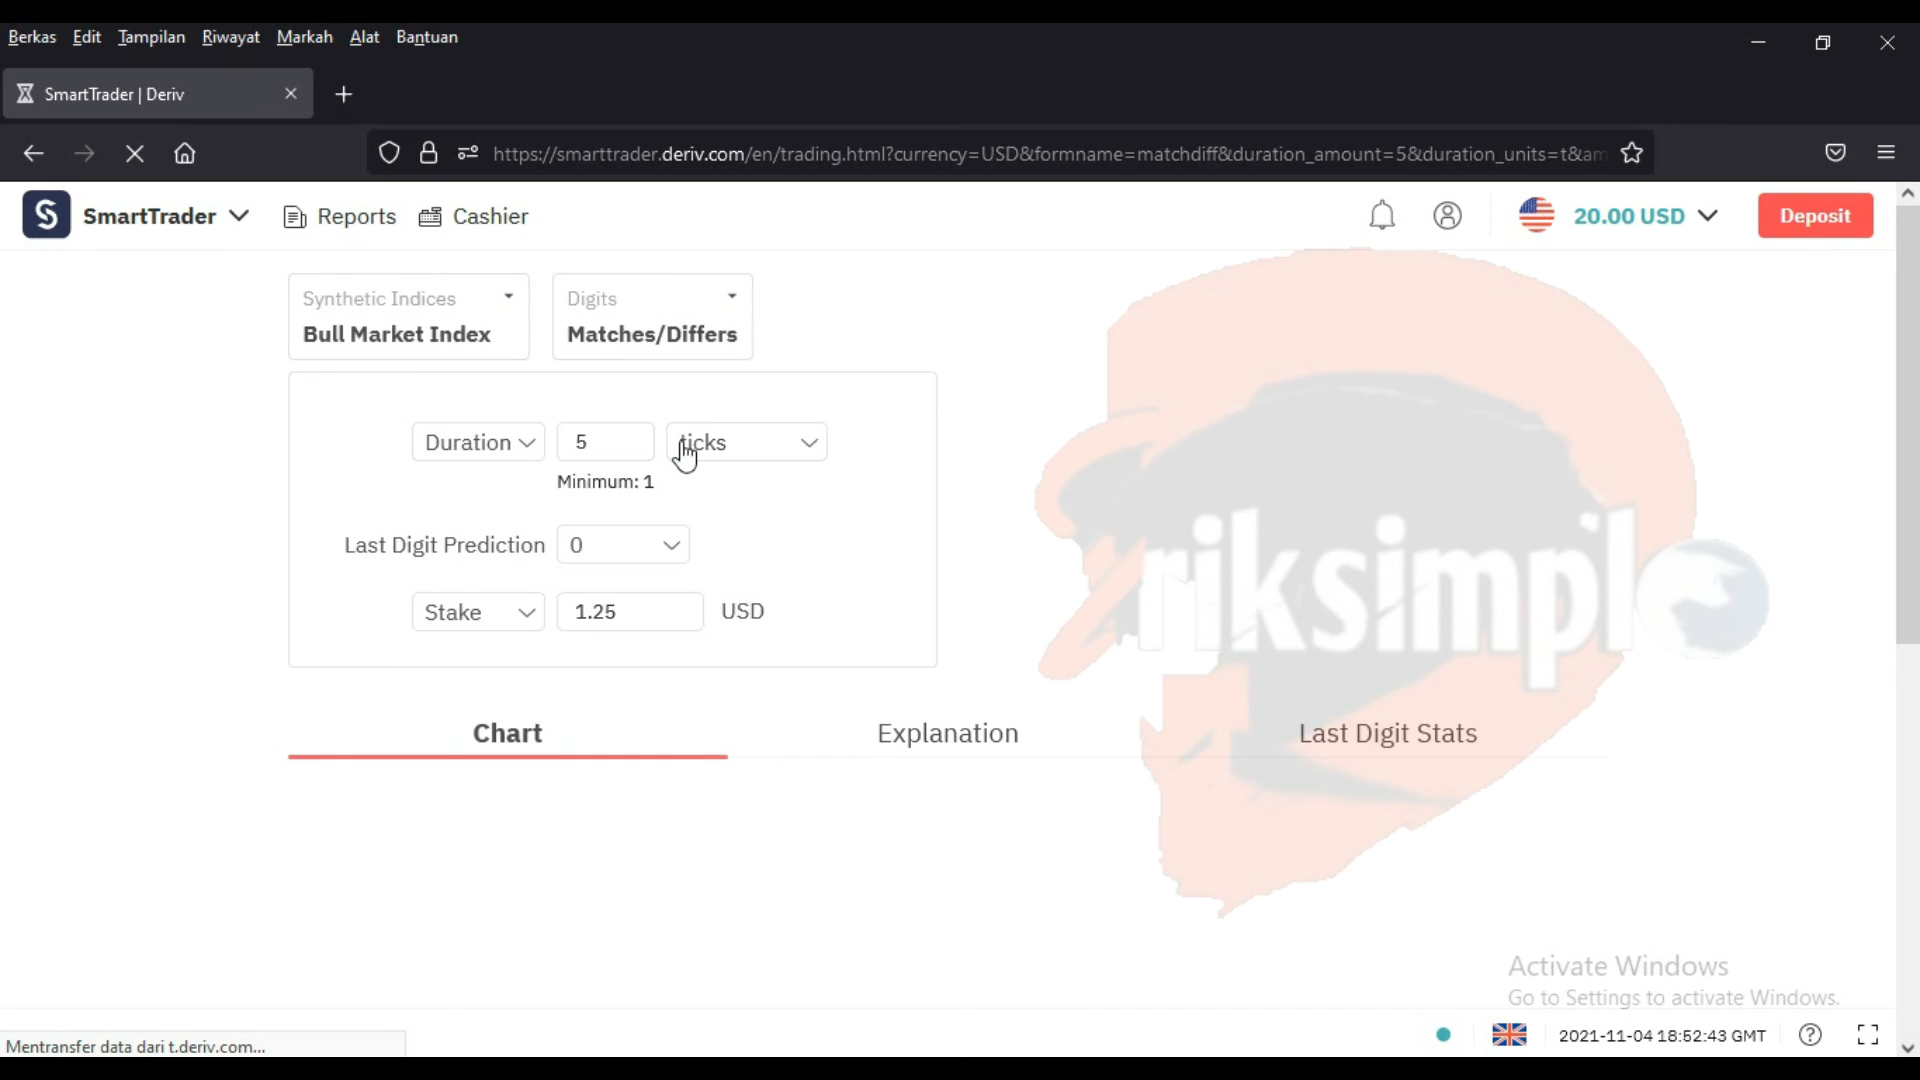 Berkas Edit Tampilan Riwayat Markah Alat Bantuan
SmartTrader | Deriv
https://smarttrader.deriv.com/en/trading.html?currency=USD&formname=matchdiff&duration_amount=5&duration_units=t&am
S SmartTrader Reports Cashier 20.00 USD Deposit
Synthetic Indices Digits
Bull Market Index Matches/Differs
Duration 5 ticks
Minimum: 1
Last Digit Prediction 0
Stake 1.25 USD
riksimple
Chart Explanation Last Digit Stats
Activate Windows
Go to Settings to activate Windows.
Mentransfer data dari t.deriv.com...
2021-11-04 18:52:43 GMT